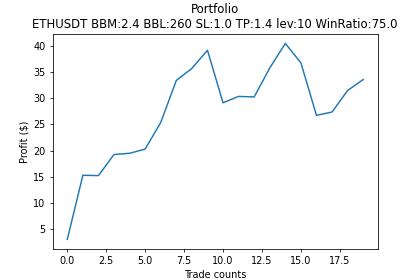 Portfolio
ETHUSDT BBM:2.4 BBL:260 SL:1.0 TP:1.4 lev:10 WinRatio:75.0
40
35
30
25
20
15
10
5
Profit ($)
0.0 2.5 5.0 7.5 10.0 12.5 15.0 17.5
Trade counts